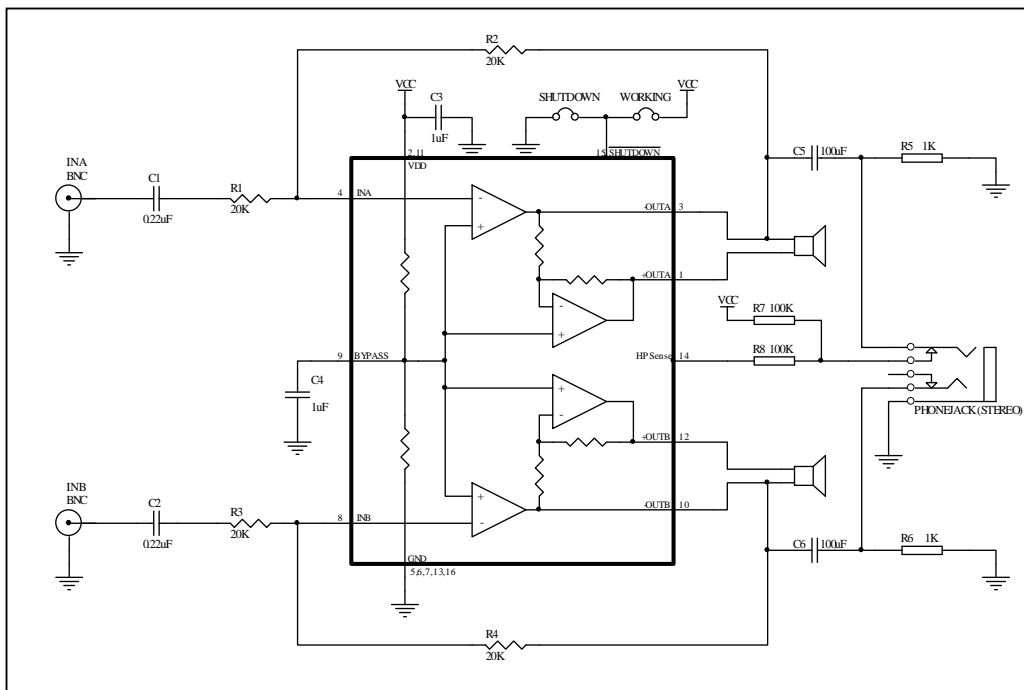 R2
20K
VCC
C3
1uF
SHUTDOWN
WORKING
VCC
2,11
VDD
15
SHUTDOWN
C5
100uF
R5 1K
INA
BNC
C1
0.22uF
R1
20K
4
INA
-
+
-OUTA
3
+OUTA
1
-
+
VCC
R7 100K
R8 100K
HP Sense
14
9
BYPASS
C4
1uF
+
-
+OUTB
12
PHONEJACK (STEREO)
INB
BNC
C2
0.22uF
R3
20K
8
INB
+
-
-OUTB
10
C6
100uF
R6 1K
GND
5,6,7,13,16
R4
20K